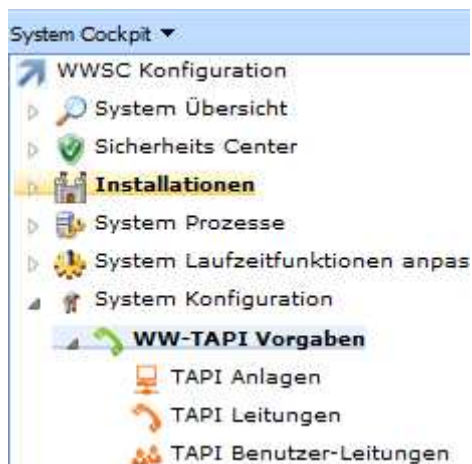 System Cockpit
WWSC Konfiguration
System Übersicht
Sicherheits Center
Installationen
System Prozesse
System Laufzeitfunktionen anpas
System Konfiguration
WW-TAPI Vorgaben
TAPI Anlagen
TAPI Leitungen
TAPI Benutzer-Leitungen